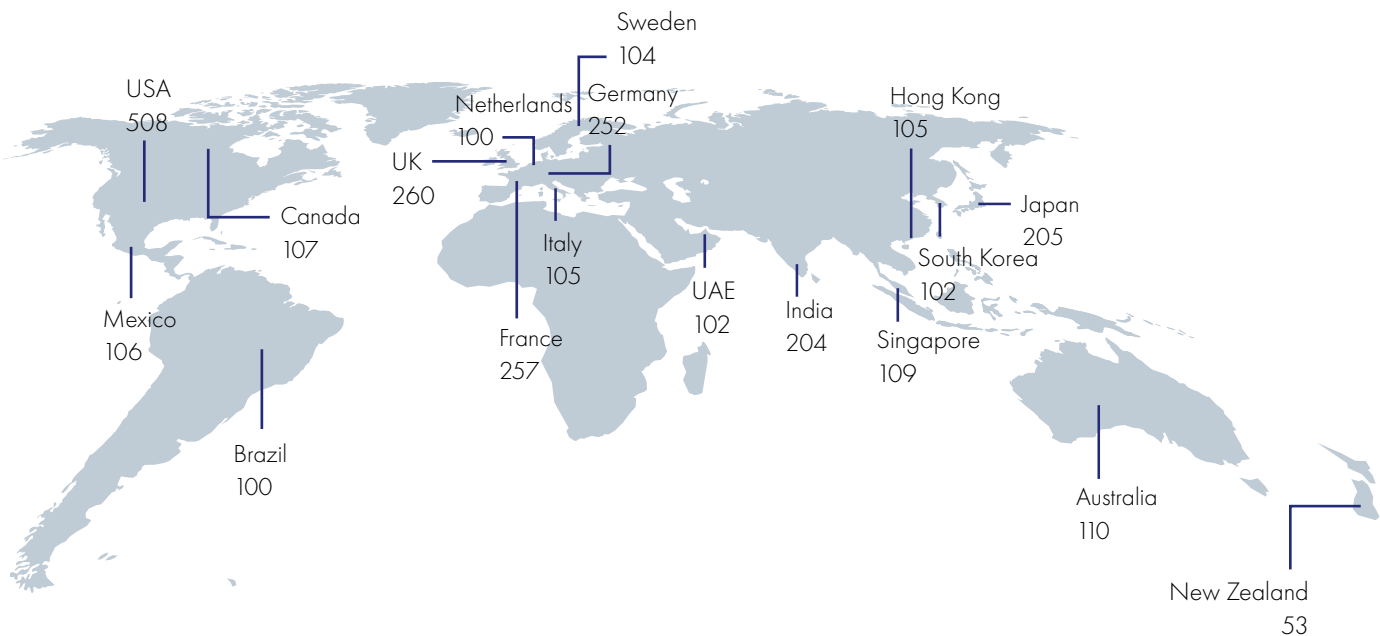 Sweden
104
USA
508
Netherlands
100
Germany
252
Hong Kong
105
UK
260
Canada
107
Japan
205
Italy
105
South Korea
102
UAE
102
India
204
Mexico
106
France
257
Singapore
109
Brazil
100
Australia
110
New Zealand
53